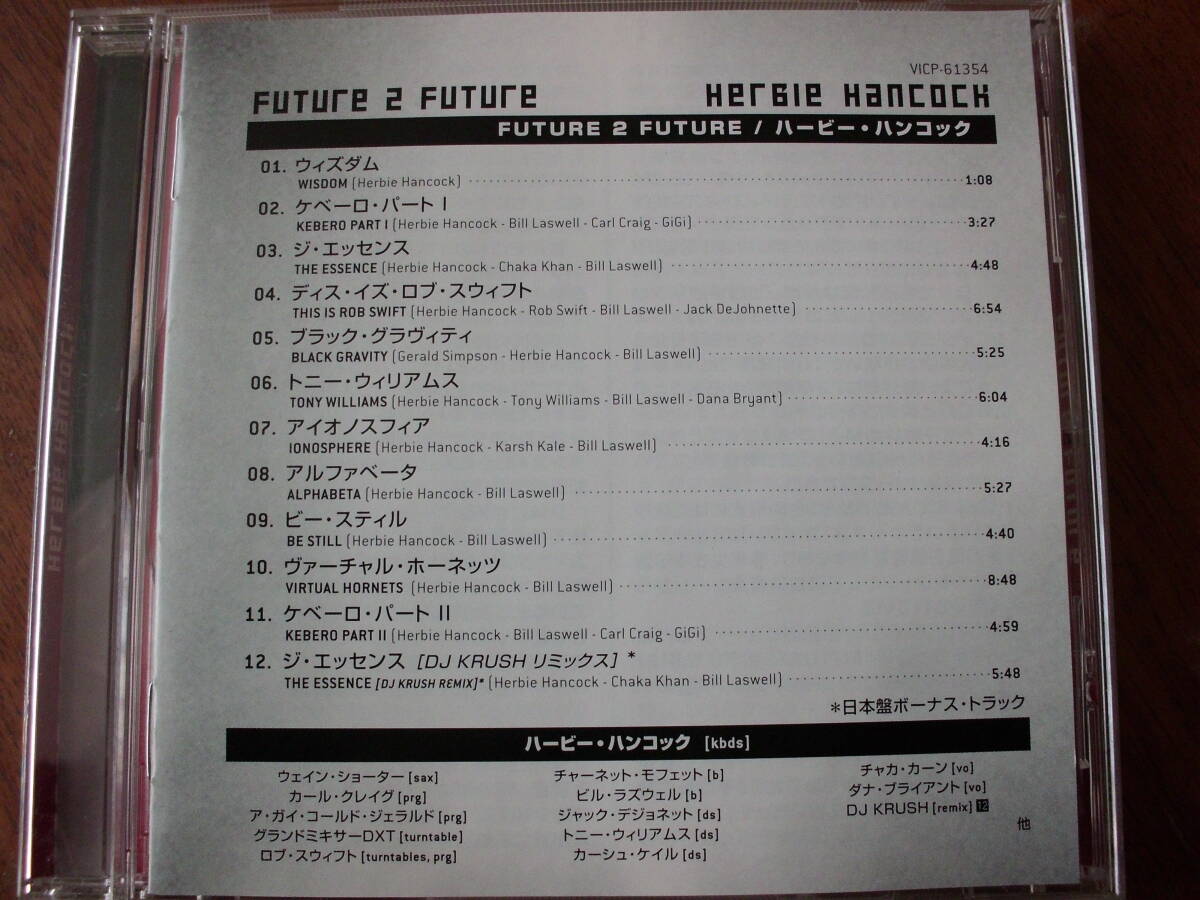 VICP-61354
FUTURE 2 FUTURE HERBIE HANCOCK
FUTURE 2 FUTURE / ハービー・ハンコック
01. ウィズダム
WISDOM (Herbie Hancock) 1:08
02. ケベーロ・パート I
KEBERO PART I (Herbie Hancock - Bill Laswell - Carl Craig - GiGi) 3:27
03. ジ・エッセンス
THE ESSENCE (Herbie Hancock - Chaka Khan - Bill Laswell) 4:48
04. ディス・イズ・ロブ・スウィフト
THIS IS ROB SWIFT (Herbie Hancock - Rob Swift - Bill Laswell - Jack DeJohnette) 6:54
05. ブラック・グラヴィティ
BLACK GRAVITY (Gerald Simpson - Herbie Hancock - Bill Laswell) 5:25
06. トニー・ウィリアムス
TONY WILLIAMS (Herbie Hancock - Tony Williams - Bill Laswell - Dana Bryant) 6:04
07. アイオノスフィア
IONOSPHERE (Herbie Hancock - Karsh Kale - Bill Laswell) 4:16
08. アルファベータ
ALPHABETA (Herbie Hancock - Bill Laswell) 5:27
09. ビー・スティル
BE STILL (Herbie Hancock - Bill Laswell) 4:40
10. ヴァーチャル・ホーネッツ
VIRTUAL HORNETS (Herbie Hancock - Bill Laswell) 8:48
11. ケベーロ・パート II
KEBERO PART II (Herbie Hancock - Bill Laswell - Carl Craig - GiGi) 4:59
12. ジ・エッセンス [DJ KRUSH リミックス] *
THE ESSENCE [DJ KRUSH REMIX]* (Herbie Hancock - Chaka Khan - Bill Laswell) 5:48
*日本盤ボーナス・トラック
ハービー・ハンコック [kbds]
ウェイン・ショーター [sax]
カール・クレイグ [prg]
ア・ガイ・コールド・ジェラルド [prg]
グランドミキサーDXT [turntable]
ロブ・スウィフト [turntables, prg]
チャーネット・モフェット [b]
ビル・ラズウェル [b]
ジャック・デジョネット [ds]
トニー・ウィリアムス [ds]
カーシュ・ケイル [ds]
チャカ・カーン [vo]
ダナ・ブライアント [vo]
DJ KRUSH [remix] 12
他
HERBIE HANCOCK